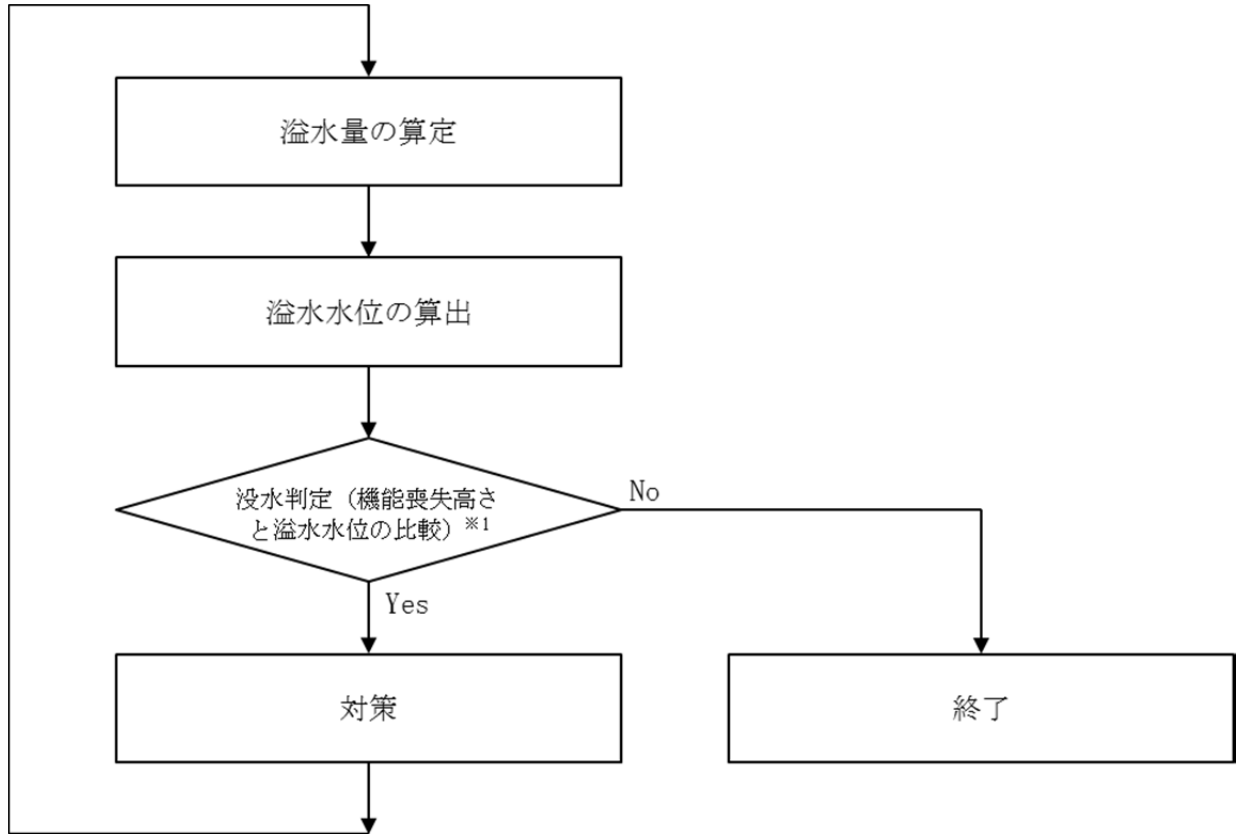 溢水量の算定
溢水水位の算出
没水判定（機能喪失高さ
と溢水水位の比較）※1
No
Yes
対策
終了